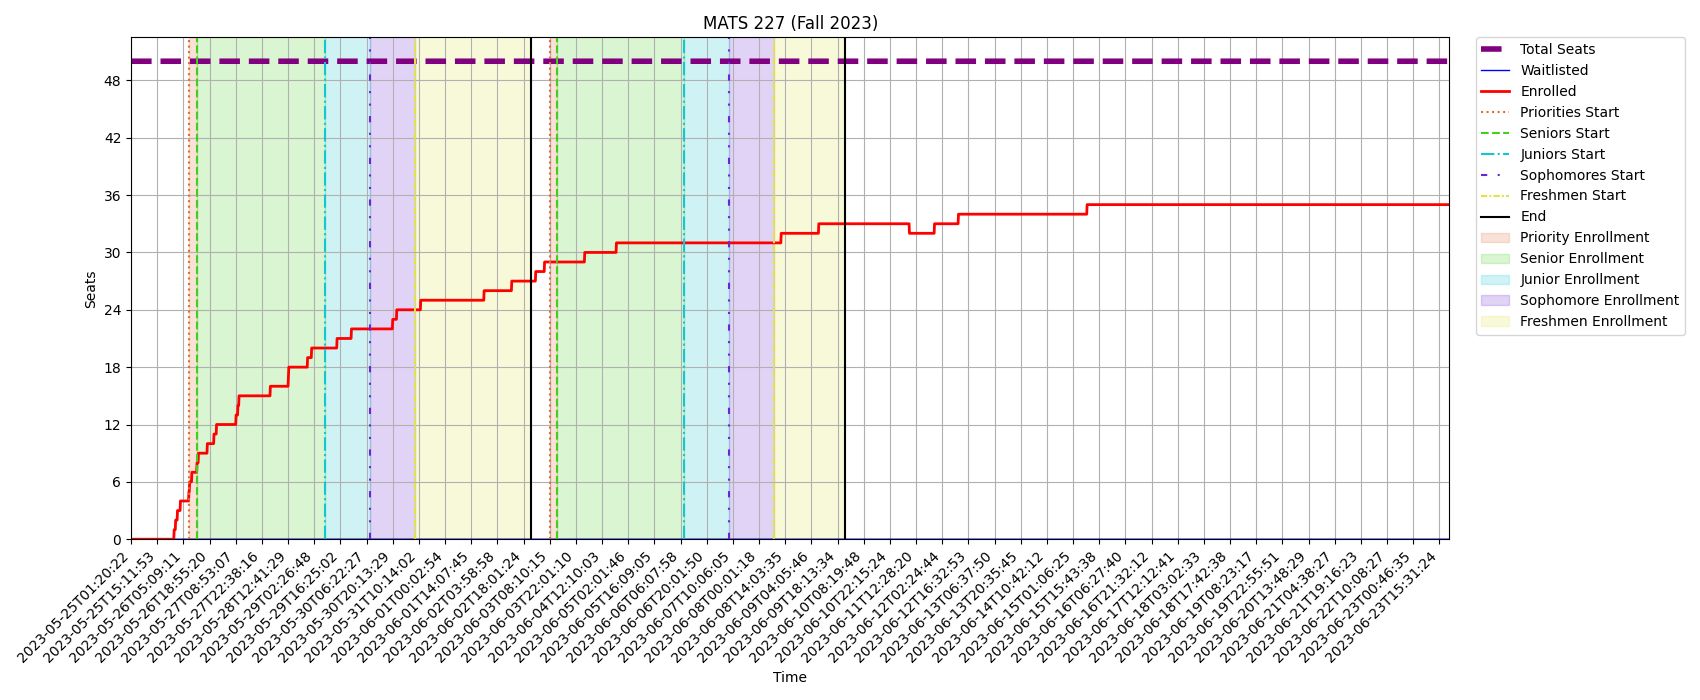 MATS 227 (Fall 2023)
Seats
48
42
36
30
24
18
12
6
0
2023-05-25T01:20:22
2023-05-25T15:11:53
2023-05-26T05:09:11
2023-05-26T18:55:20
2023-05-27T08:53:07
2023-05-27T22:38:16
2023-05-28T12:41:29
2023-05-29T02:26:48
2023-05-29T16:25:02
2023-05-30T06:22:27
2023-05-30T20:13:29
2023-05-31T10:14:02
2023-06-01T00:02:54
2023-06-01T14:07:45
2023-06-02T03:58:58
2023-06-02T18:01:24
2023-06-03T08:10:15
2023-06-03T22:01:10
2023-06-04T12:10:03
2023-06-05T02:01:46
2023-06-05T16:09:05
2023-06-06T06:07:58
2023-06-06T20:01:50
2023-06-07T10:06:05
2023-06-08T00:01:18
2023-06-08T14:03:35
2023-06-09T04:05:46
2023-06-09T18:13:34
2023-06-10T08:19:48
2023-06-10T22:15:24
2023-06-11T12:28:20
2023-06-12T02:24:44
2023-06-12T16:32:53
2023-06-13T06:37:50
2023-06-13T20:35:45
2023-06-14T10:42:12
2023-06-15T01:06:25
2023-06-15T15:43:38
2023-06-16T06:27:40
2023-06-16T21:32:12
2023-06-17T12:12:41
2023-06-18T03:02:33
2023-06-18T17:42:38
2023-06-19T08:23:17
2023-06-19T22:55:51
2023-06-20T13:48:29
2023-06-21T04:38:27
2023-06-21T19:16:23
2023-06-22T10:08:27
2023-06-23T00:46:35
2023-06-23T15:31:24
Time
Total Seats
Waitlisted
Enrolled
Priorities Start
Seniors Start
Juniors Start
Sophomores Start
Freshmen Start
End
Priority Enrollment
Senior Enrollment
Junior Enrollment
Sophomore Enrollment
Freshmen Enrollment